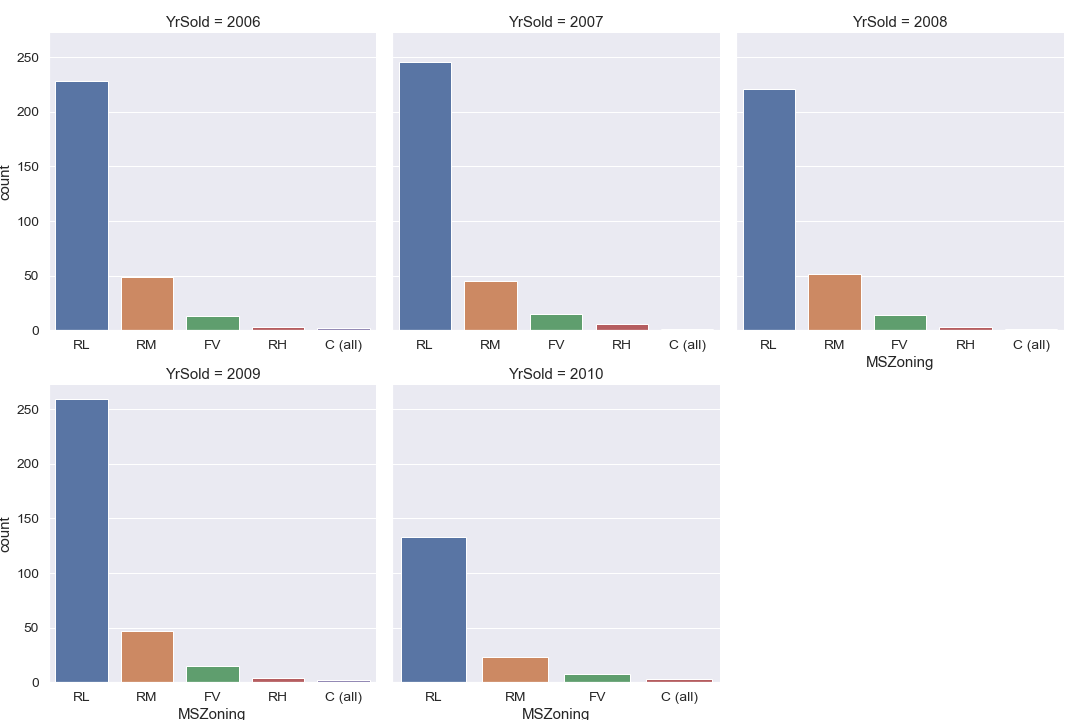 YrSold = 2006
YrSold = 2007
YrSold = 2008
250
200
150
100
50
0
count
RL RM FV RH C (all)
RL RM FV RH C (all)
RL RM FV RH C (all)
MSZoning
YrSold = 2009
YrSold = 2010
250
200
150
100
50
0
count
RL RM FV RH C (all)
MSZoning
RL RM FV C (all)
MSZoning